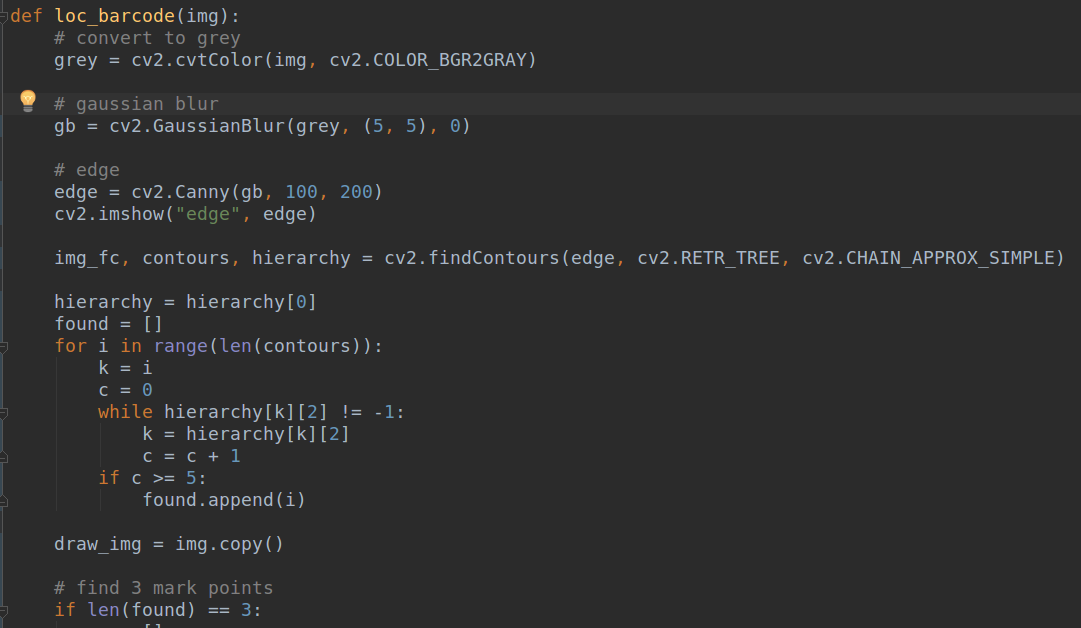 def loc_barcode(img):
    # convert to grey
    grey = cv2.cvtColor(img, cv2.COLOR_BGR2GRAY)
    # gaussian blur
    gb = cv2.GaussianBlur(grey, (5, 5), 0)
    # edge
    edge = cv2.Canny(gb, 100, 200)
    cv2.imshow("edge", edge)
    img_fc, contours, hierarchy = cv2.findContours(edge, cv2.RETR_TREE, cv2.CHAIN_APPROX_SIMPLE)
    hierarchy = hierarchy[0]
    found = []
    for i in range(len(contours)):
        k = i
        c = 0
        while hierarchy[k][2] != -1:
            k = hierarchy[k][2]
            c = c + 1
        if c >= 5:
            found.append(i)
    draw_img = img.copy()
    # find 3 mark points
    if len(found) == 3: